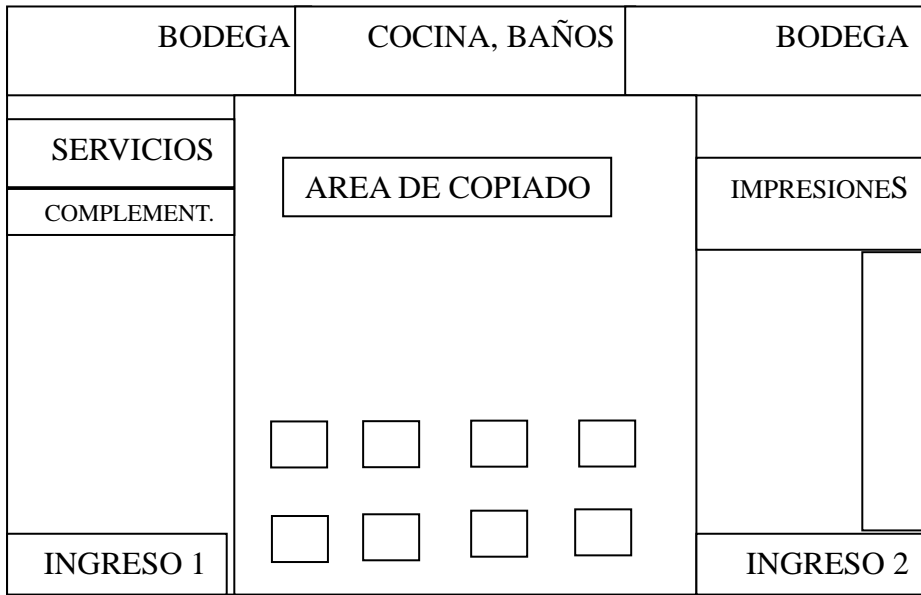 BODEGA
COCINA, BAÑOS
BODEGA
SERVICIOS
COMPLEMENT.
AREA DE COPIADO
IMPRESIONES
INGRESO 1
INGRESO 2